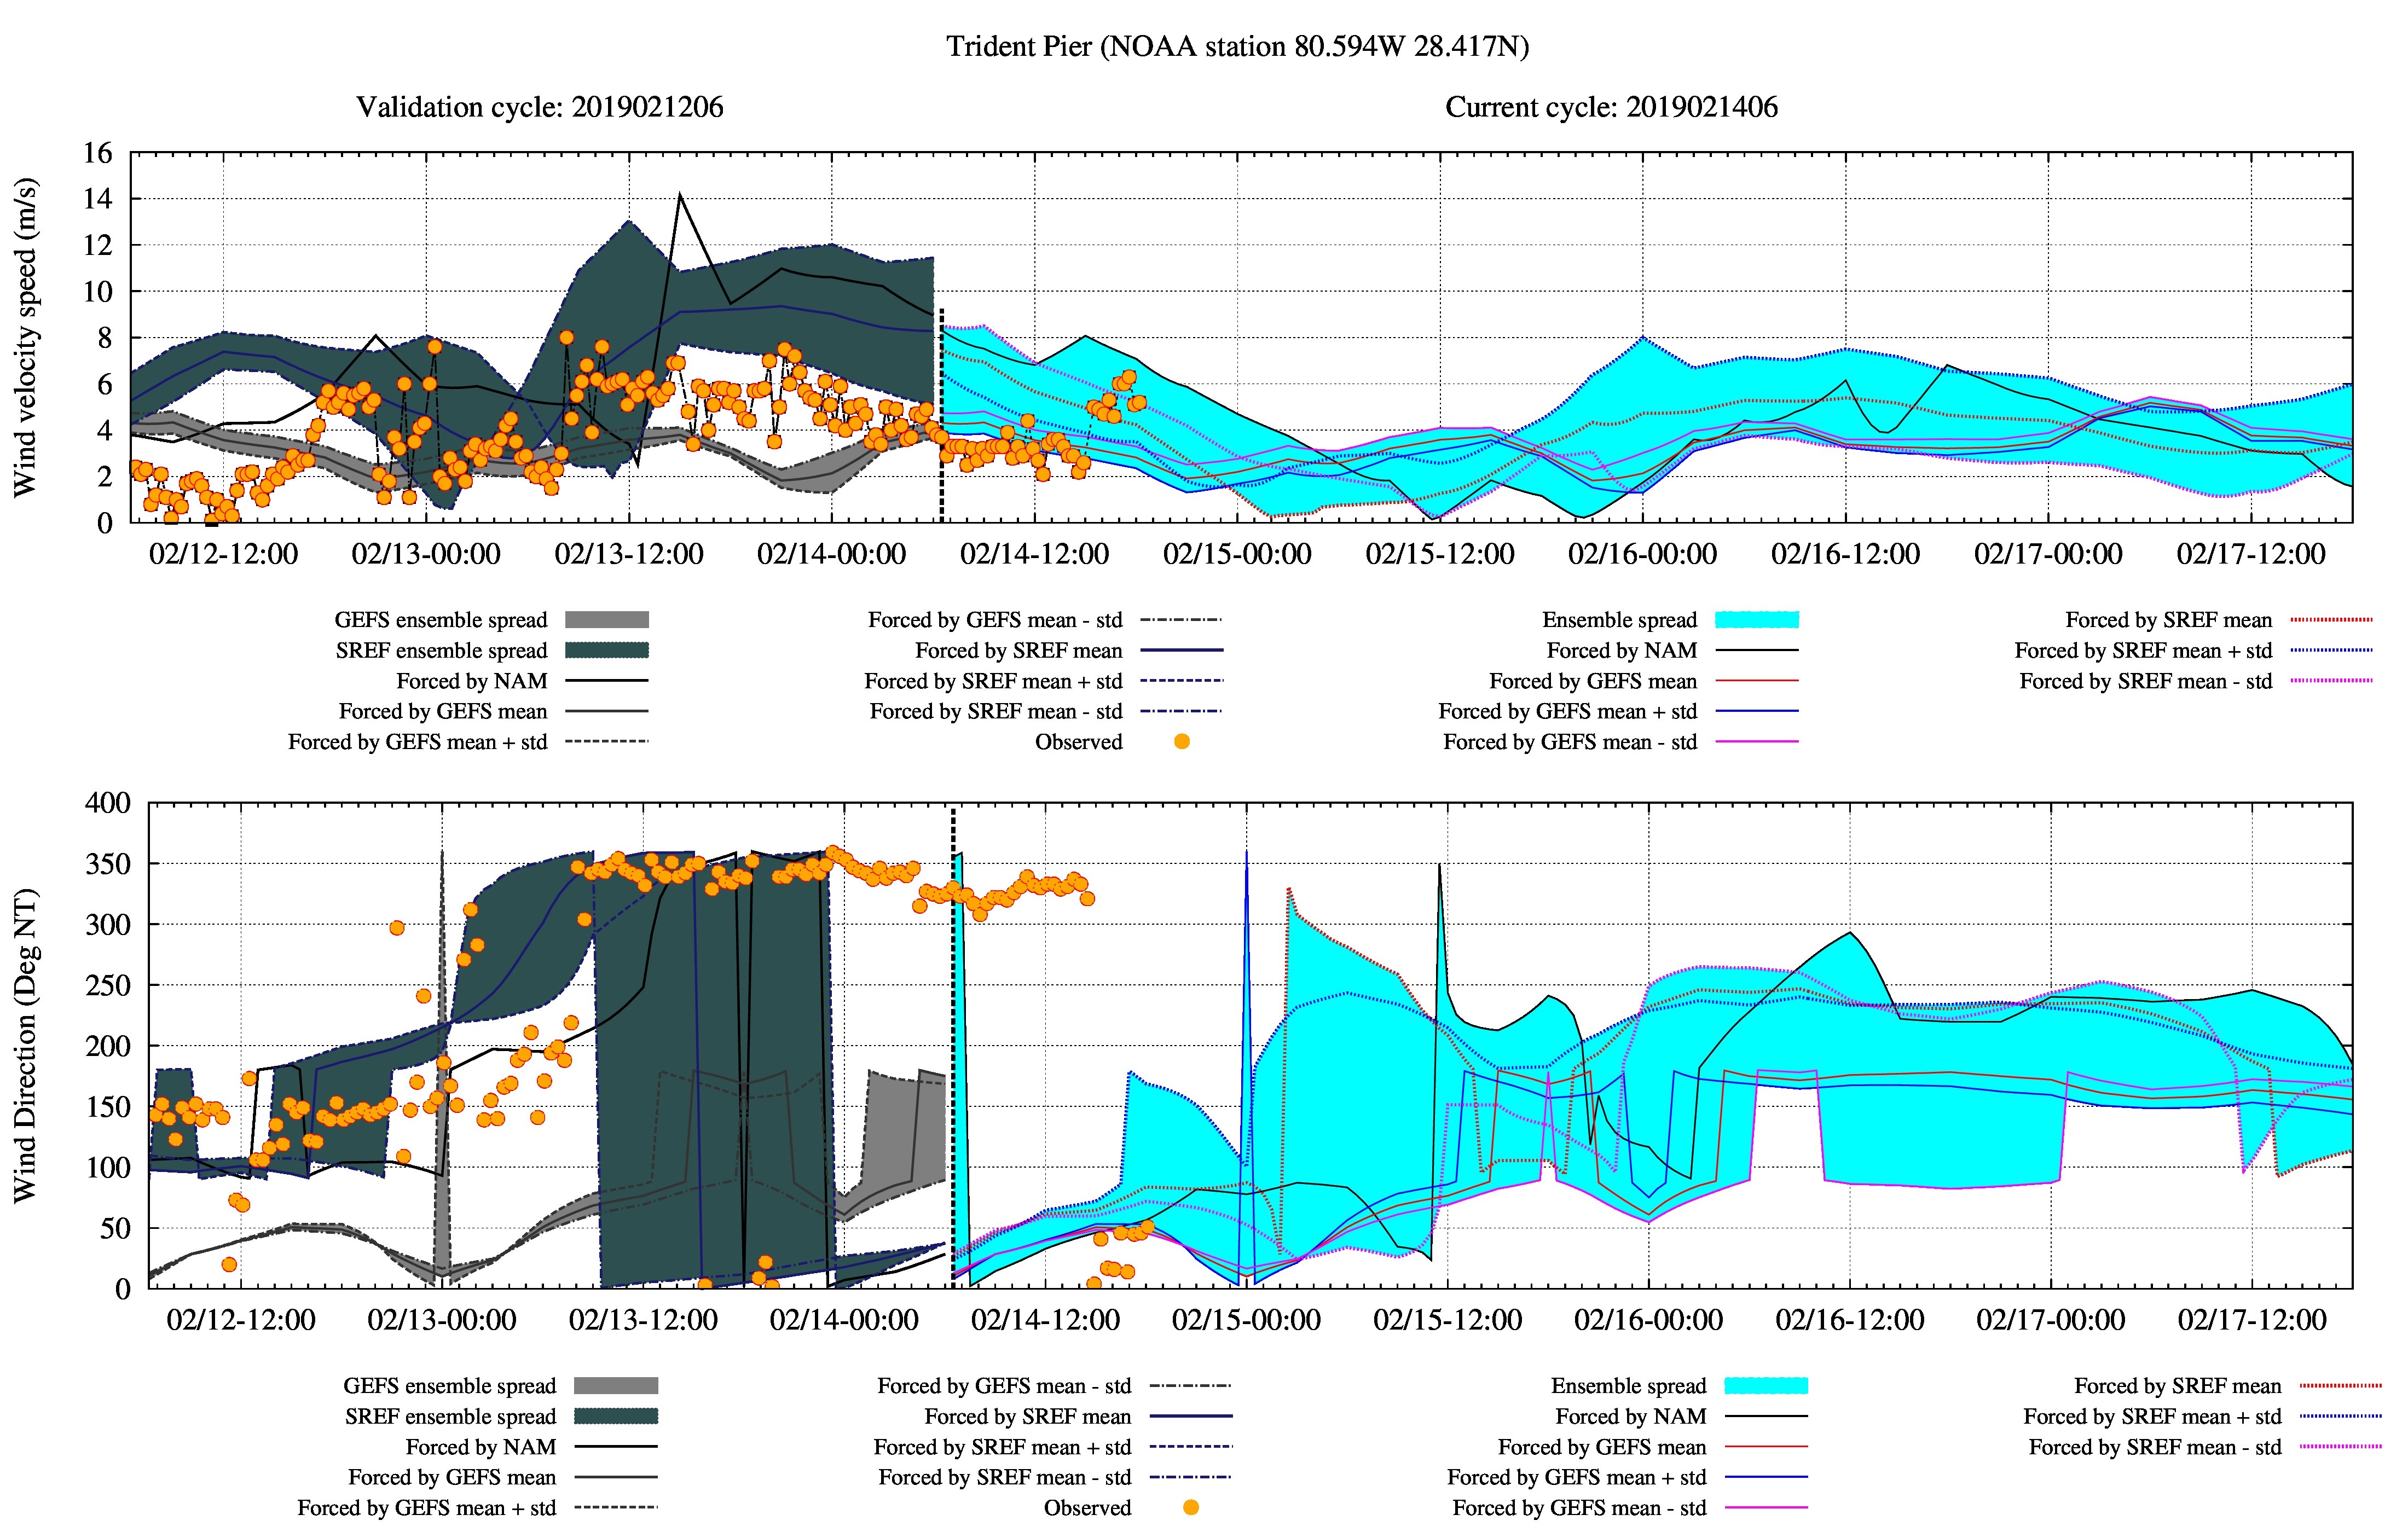 Trident Pier (NOAA station 80.594W 28.417N)
Validation cycle: 2019021206
Current cycle: 2019021406
Wind velocity speed (m/s)
16
14
12
10
8
6
4
2
0
02/12-12:00 02/13-00:00 02/13-12:00 02/14-00:00 02/14-12:00 02/15-00:00 02/15-12:00 02/16-00:00 02/16-12:00 02/17-00:00 02/17-12:00
GEFS ensemble spread
SREF ensemble spread
Forced by NAM
Forced by GEFS mean
Forced by GEFS mean + std
Forced by GEFS mean - std
Forced by SREF mean
Forced by SREF mean + std
Forced by SREF mean - std
Observed
Ensemble spread
Forced by NAM
Forced by GEFS mean
Forced by GEFS mean + std
Forced by GEFS mean - std
Forced by SREF mean
Forced by SREF mean + std
Forced by SREF mean - std
Wind Direction (Deg NT)
400
350
300
250
200
150
100
50
0
02/12-12:00 02/13-00:00 02/13-12:00 02/14-00:00 02/14-12:00 02/15-00:00 02/15-12:00 02/16-00:00 02/16-12:00 02/17-00:00 02/17-12:00
GEFS ensemble spread
SREF ensemble spread
Forced by NAM
Forced by GEFS mean
Forced by GEFS mean + std
Forced by GEFS mean - std
Forced by SREF mean
Forced by SREF mean + std
Forced by SREF mean - std
Observed
Ensemble spread
Forced by NAM
Forced by GEFS mean
Forced by GEFS mean + std
Forced by GEFS mean - std
Forced by SREF mean
Forced by SREF mean + std
Forced by SREF mean - std